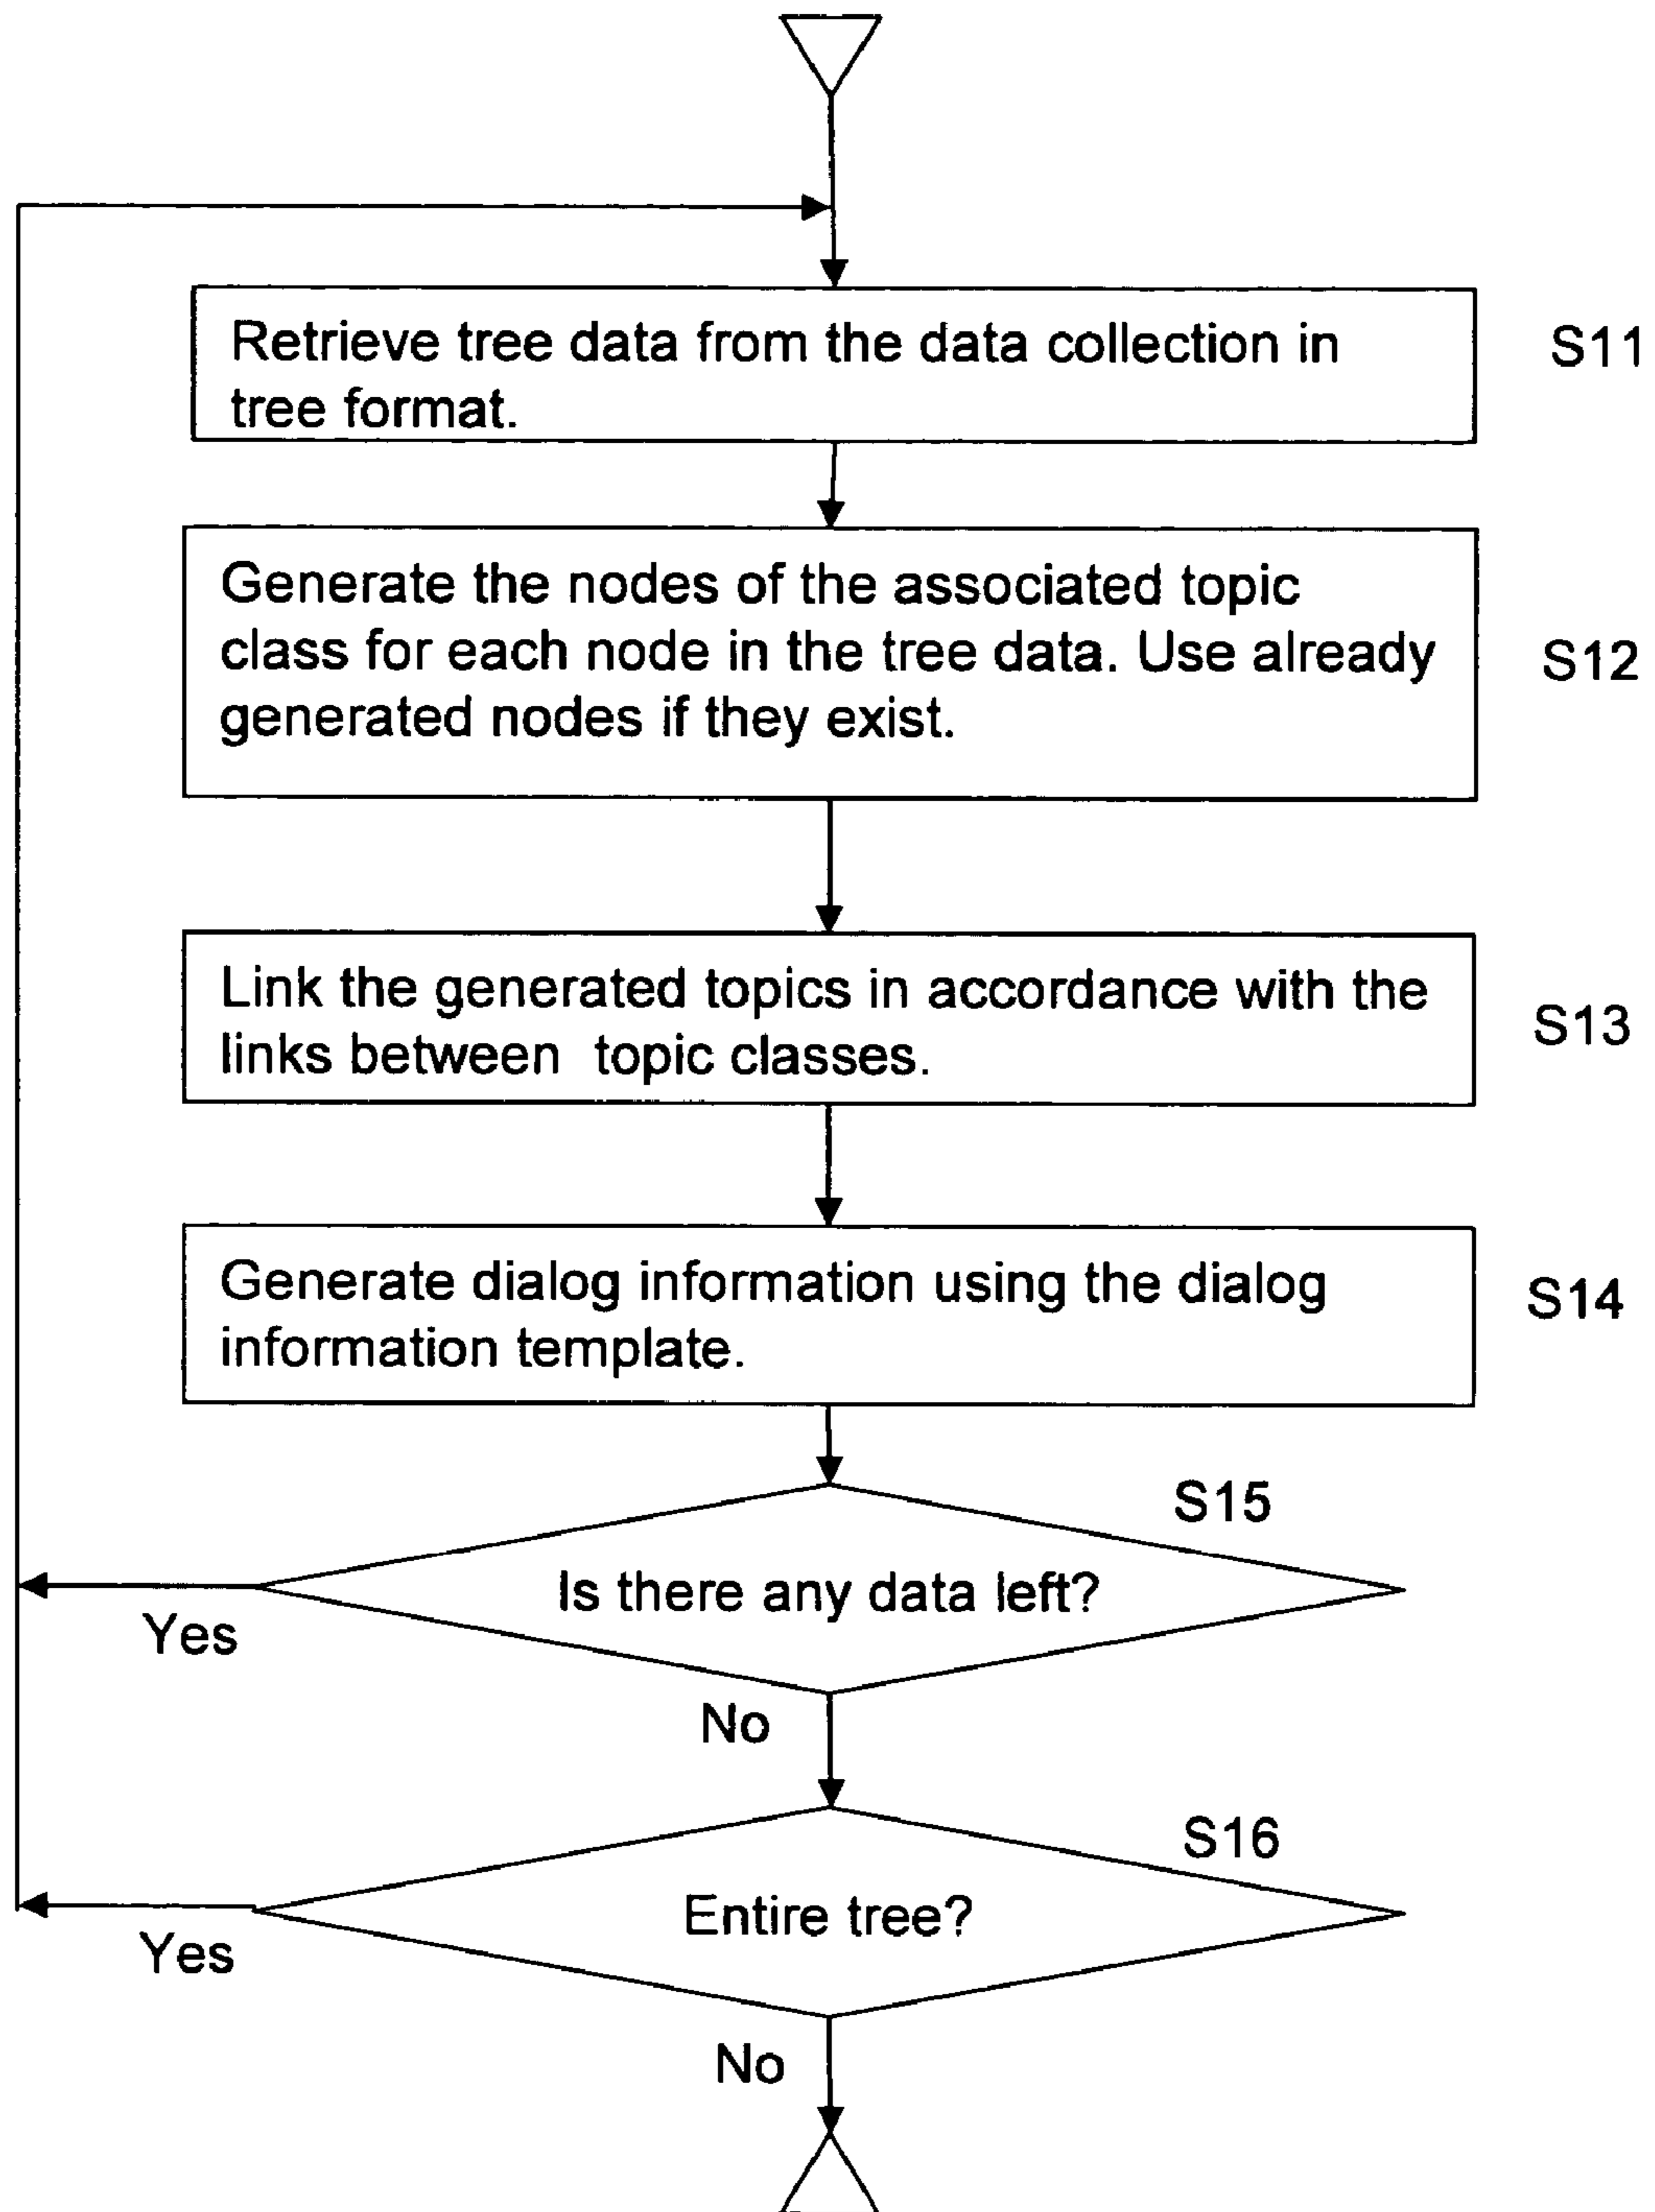 Retrieve tree data from the data collection in
tree format.
S11
Generate the nodes of the associated topic
class for each node in the tree data. Use already
generated nodes if they exist.
S12
Link the generated topics in accordance with the
links between topic classes.
S13
Generate dialog information using the dialog
information template.
S14
S15
Is there any data left?
Yes
No
S16
Entire tree?
Yes
No